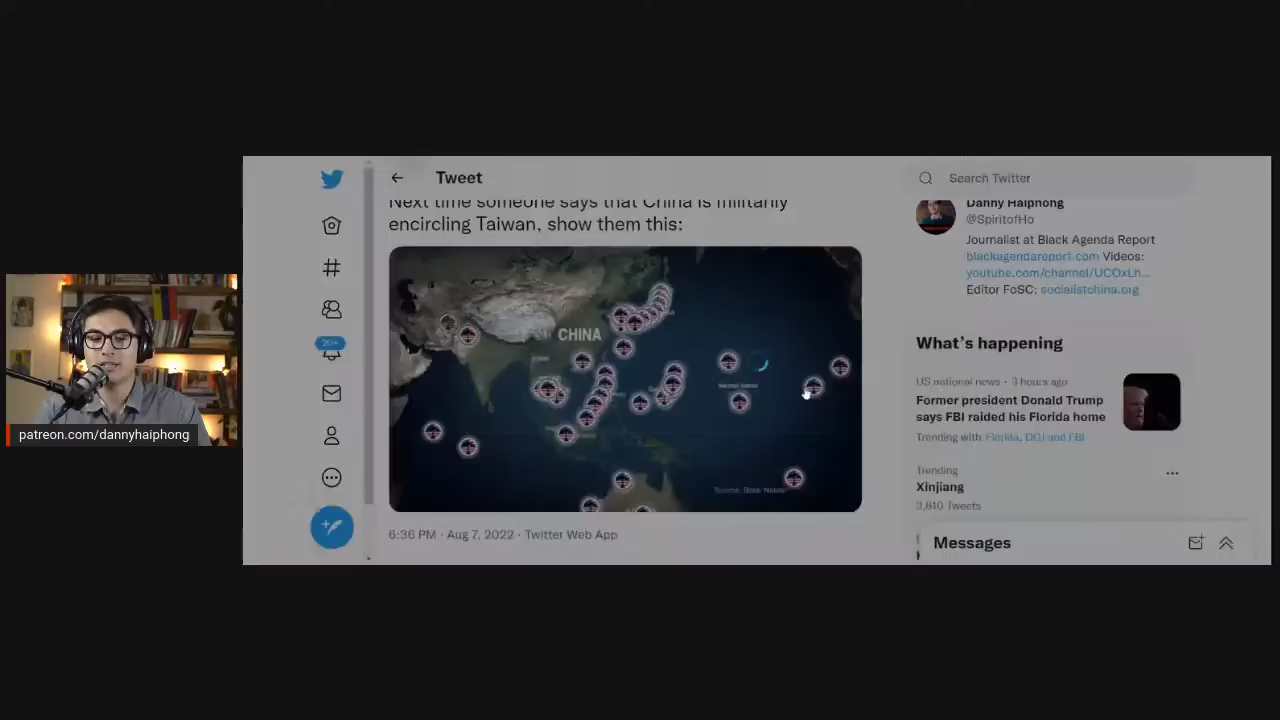 Tweet
Next time someone says that China is militarily
encircling Taiwan, show them this:
CHINA
6:36 PM · Aug 7, 2022 · Twitter Web App
Search Twitter
Danny Haiphong
@SpiritofHo
Journalist at Black Agenda Report
blackagendareport.com Videos:
youtube.com/channel/UCOxLh...
Editor FoSC: socialistchina.org
What's happening
US national news · 3 hours ago
Former president Donald Trump
says FBI raided his Florida home
Trending with Florida, DOJ and FBI
Trending
Xinjiang
3,810 Tweets
Messages
patreon.com/dannyhaiphong